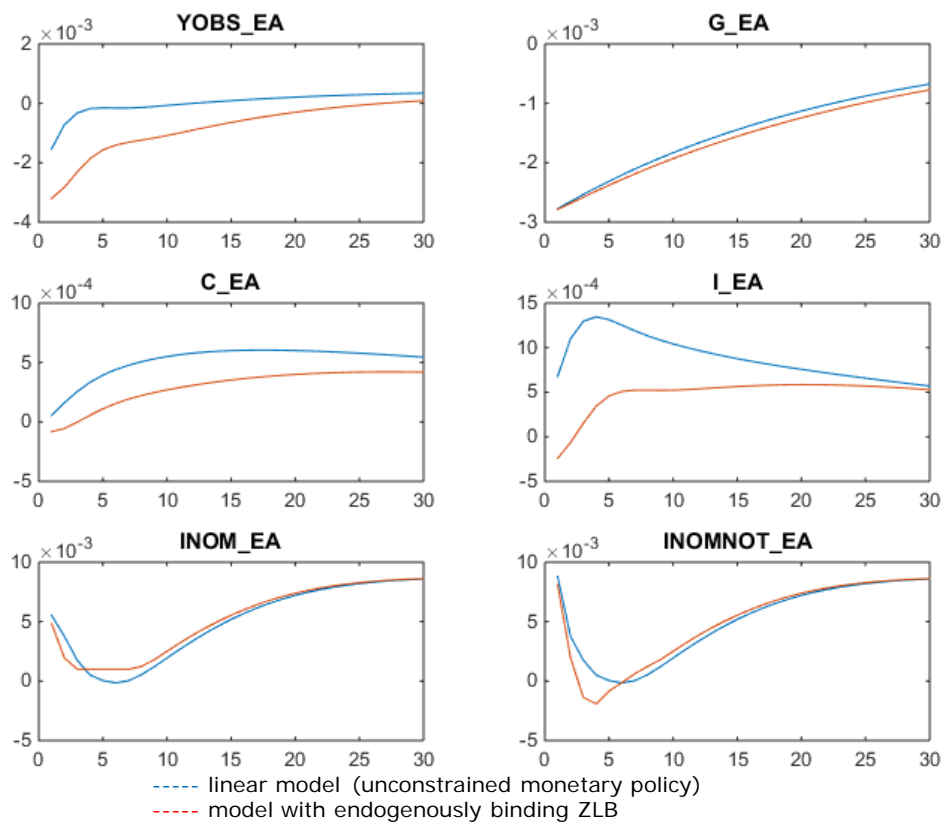 YOBS_EA
×10⁻³
2
0
-2
-4
0 5 10 15 20 25 30
G_EA
×10⁻³
0
-1
-2
-3
0 5 10 15 20 25 30
C_EA
×10⁻⁴
10
5
0
-5
0 5 10 15 20 25 30
I_EA
×10⁻⁴
15
10
5
0
-5
0 5 10 15 20 25 30
INOM_EA
×10⁻³
10
5
0
-5
0 5 10 15 20 25 30
INOMNOT_EA
×10⁻³
10
5
0
-5
0 5 10 15 20 25 30
linear model (unconstrained monetary policy)
model with endogenously binding ZLB